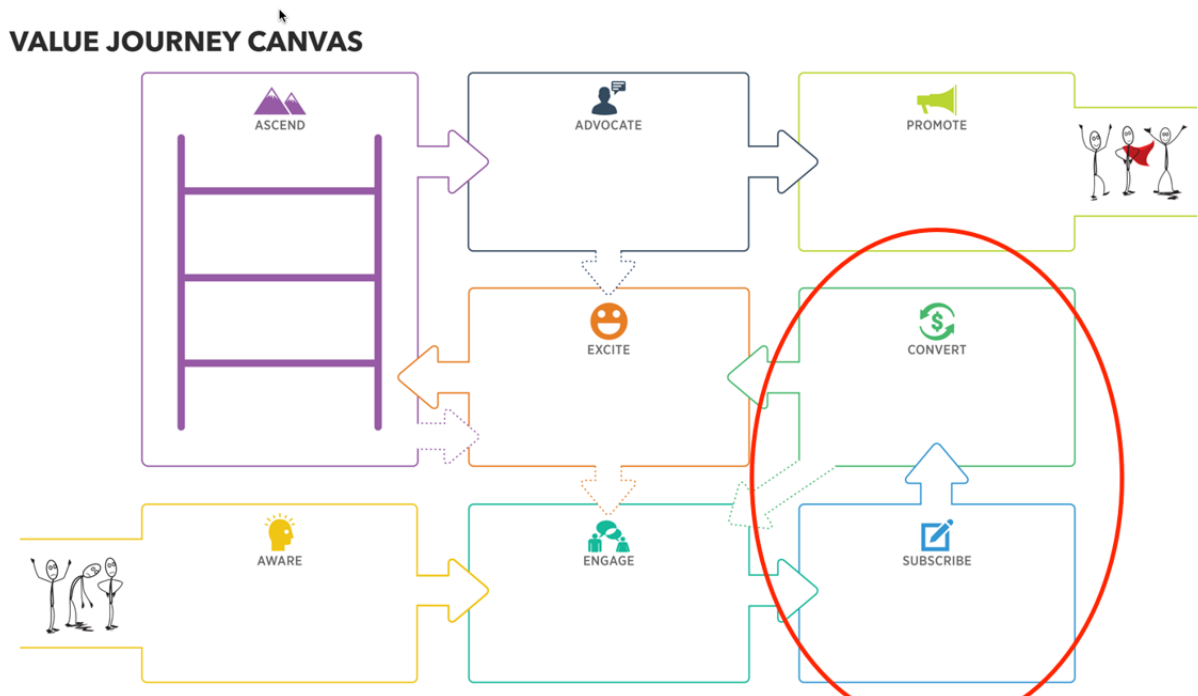 VALUE JOURNEY CANVAS
ASCEND
ADVOCATE
PROMOTE
EXCITE
CONVERT
$
AWARE
ENGAGE
SUBSCRIBE